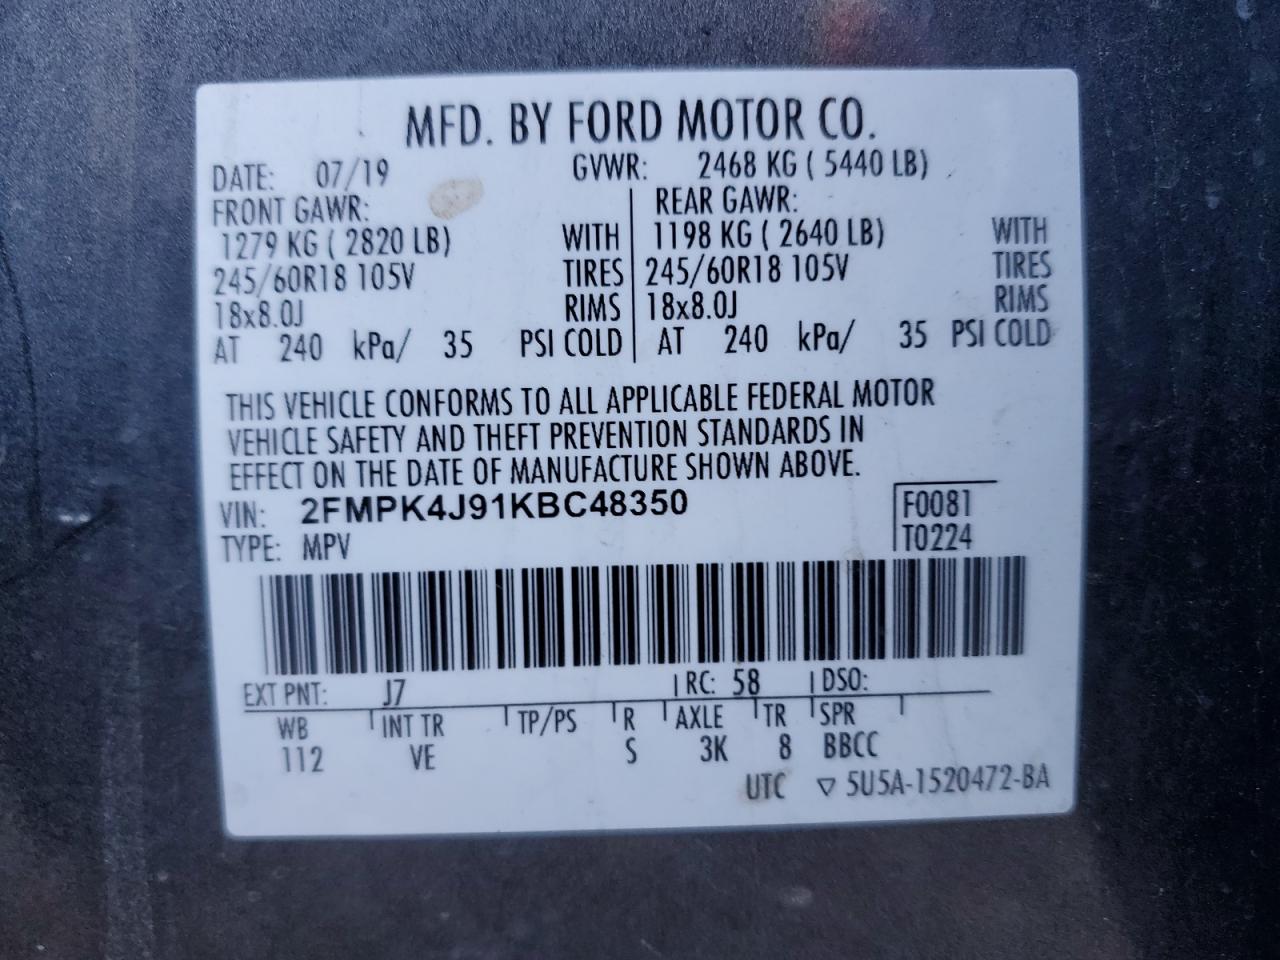 MFD. BY FORD MOTOR CO.
DATE: 07/19 GVWR: 2468 KG ( 5440 LB)
FRONT GAWR: REAR GAWR:
1279 KG ( 2820 LB) WITH 1198 KG ( 2640 LB) WITH
245/60R18 105V TIRES 245/60R18 105V TIRES
18x8.0J RIMS 18x8.0J RIMS
AT 240 kPa/ 35 PSI COLD AT 240 kPa/ 35 PSI COLD
THIS VEHICLE CONFORMS TO ALL APPLICABLE FEDERAL MOTOR
VEHICLE SAFETY AND THEFT PREVENTION STANDARDS IN
EFFECT ON THE DATE OF MANUFACTURE SHOWN ABOVE.
VIN: 2FMPK4J91KBC48350 F0081
TYPE: MPV T0224
EXT PNT: J7 RC: 58 DSO:
WB INT TR TP/PS R AXLE TR SPR
112 VE S 3K 8 BBCC
UTC ▽ 5U5A-1520472-BA